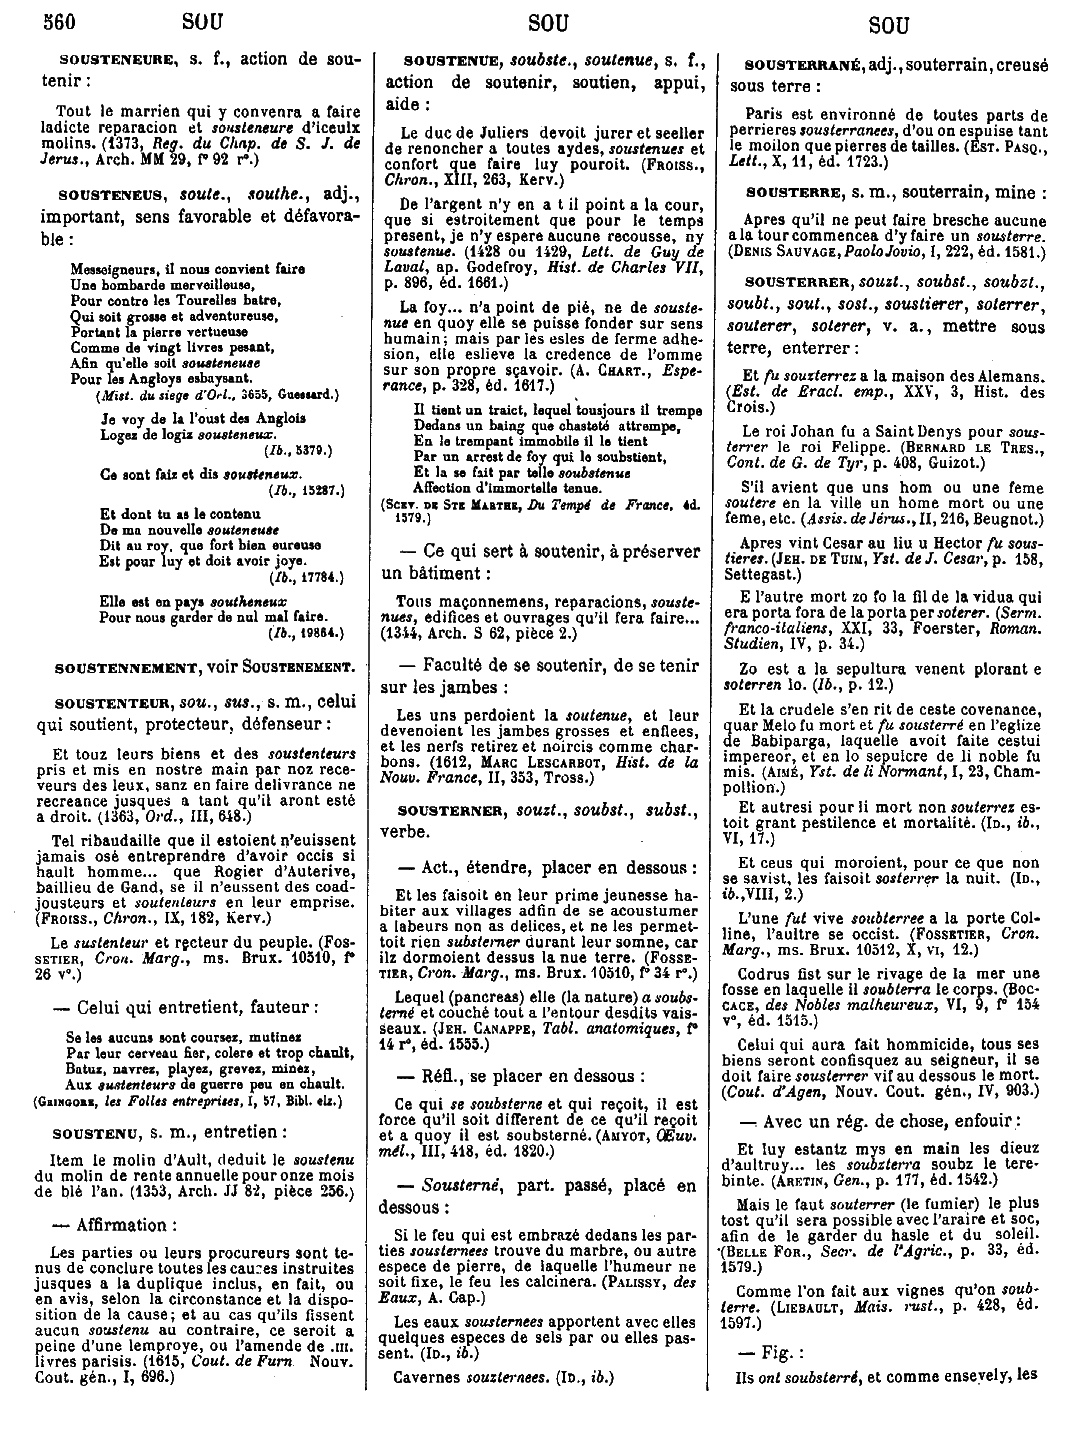 560 SOU SOU SOU
SOUSTENEURE, s. f., action de sou-
tenir :
Tout le marrien qui y convenra a faire
ladicte reparacion et sousteneure d'iceulx
molins. (1373, Reg. du Chap. de S. J. de
Jerus., Arch. MM 29, f° 92 r°.)
SOUSTENEUS, soute., southe., adj.,
important, sens favorable et défavora-
ble :
Messeigneurs, il nous convient faire
Une bombarde merveilleuse,
Pour contre les Tourelles batre,
Qui soit grosse et adventureuse,
Portant la pierre vertueuse
Comme de vingt livres pesant,
Afin qu'elle soit sousteneuse
Pour les Angloys esbaysant.
(Mist. du siege d'Orl., 3655, Guessard.)
Je voy de la l'oust des Anglois
Logez de logiz sousteneux.
(Ib., 5379.)
Ce sont faiz et dis sousteneux.
(Ib., 15287.)
Et dont tu as le contenu
De ma nouvelle souteneuse
Dit au roy, que fort bien eureuse
Est pour luy et doit avoir joye.
(Ib., 17784.)
Elle est en pays southeneux
Pour nous garder de nul mal faire.
(Ib., 19864.)
SOUSTENNEMENT, voir SOUSTENEMENT.
SOUSTENTEUR, sou., sus., s. m., celui
qui soutient, protecteur, défenseur :
Et touz leurs biens et des soustenteurs
pris et mis en nostre main par noz rece-
veurs des leux, sanz en faire delivrance ne
recreance jusques a tant qu'il aront esté
a droit. (1363, Ord., III, 648.)
Tel ribaudaille que il estoient n'euissent
jamais osé entreprendre d'avoir occis si
hault homme... que Rogier d'Auterive,
baillieu de Gand, se il n'eussent des coad-
jousteurs et soutenteurs en leur emprise.
(FROISS., Chron., IX, 182, Kerv.)
Le sustenteur et recteur du peuple. (FOS-
SETIER, Cron. Marg., ms. Brux. 10510, f°
26 v°.)
— Celui qui entretient, fauteur :
Se les aucuns sont coursez, mutinez
Par leur cerveau fier, colere et trop chault,
Batuz, navrez, playez, grevez, minez,
Aux sustenteurs de guerre peu en chault.
(GRINGORE, les Folles entreprises, I, 57, Bibl. elz.)
SOUSTENU, s. m., entretien :
Item le molin d'Ault, deduit le soustenu
du molin de rente annuelle pour onze mois
de blé l'an. (1353, Arch. JJ 82, pièce 256.)
— Affirmation :
Les parties ou leurs procureurs sont te-
nus de conclure toutes les causes instruites
jusques a la duplique inclus, en fait, ou
en avis, selon la circonstance et la dispo-
sition de la cause; et au cas qu'ils fissent
aucun soustenu au contraire, ce seroit a
peine d'une lemproye, ou l'amende de .III.
livres parisis. (1615, Cout. de Furn. Nouv.
Cout. gén., I, 696.)
SOUSTENUE, soubste., soutenue, s. f.,
action de soutenir, soutien, appui,
aide :
Le duc de Juliers devoit jurer et seeller
de renoncher a toutes aydes, soustenues et
confort que faire luy pouroit. (FROISS.,
Chron., XIII, 263, Kerv.)
De l'argent n'y en a t il point a la cour,
que si estroitement que pour le temps
present, je n'y espere aucune recousse, ny
soustenue. (1428 ou 1429, Lett. de Guy de
Laval, ap. Godefroy, Hist. de Charles VII,
p. 896, éd. 1661.)
La foy... n'a point de pié, ne de souste-
nue en quoy elle se puisse fonder sur sens
humain; mais par les esles de ferme adhe-
sion, elle eslieve la credence de l'omme
sur son propre sçavoir. (A. CHART., Espe-
rance, p. 328, éd. 1617.)
Il tient un traict, lequel tousjours il trempe
Dedans un baing que chasteté attrempe,
En le trempant immobile il le tient
Par un arrest de foy qui le soubstient,
Et la se fait par telle soubstenue
Affection d'immortelle tenue.
(SCEV. DE STE MARTHE, Du Tempé de France, éd.
1579.)
— Ce qui sert à soutenir, à préserver
un bâtiment :
Tous maçonnemens, reparacions, souste-
nues, edifices et ouvrages qu'il fera faire...
(1344, Arch. S 62, pièce 2.)
— Faculté de se soutenir, de se tenir
sur les jambes :
Les uns perdoient la soutenue, et leur
devenoient les jambes grosses et enflees,
et les nerfs retirez et noircis comme char-
bons. (1612, MARC LESCARBOT, Hist. de la
Nouv. France, II, 353, Tross.)
SOUSTERNER, souzt., soubst., subst.,
verbe.
— Act., étendre, placer en dessous :
Et les faisoit en leur prime jeunesse ha-
biter aux villages adfin de se acoustumer
a labeurs non as delices, et ne les permet-
toit rien substerner durant leur somne, car
ilz dormoient dessus la nue terre. (FOSSE-
TIER, Cron. Marg., ms. Brux. 10510, f° 34 r°.)
Lequel (pancreas) elle (la nature) a soubs-
terné et couché tout a l'entour desdits vais-
seaux. (JEH. CANAPPE, Tabl. anatomiques, f°
14 r°, éd. 1555.)
— Réfl., se placer en dessous :
Ce qui se soubsterne et qui reçoit, il est
force qu'il soit different de ce qu'il reçoit
et a quoy il est soubsterné. (AMYOT, Œuv.
mél., III, 418, éd. 1820.)
— Sousterné, part. passé, placé en
dessous :
Si le feu qui est embrazé dedans les par-
ties sousternees trouve du marbre, ou autre
espece de pierre, de laquelle l'humeur ne
soit fixe, le feu les calcinera. (PALISSY, des
Eaux, A. Cap.)
Les eaux sousternees apportent avec elles
quelques especes de sels par ou elles pas-
sent. (ID., ib.)
Cavernes souzternees. (ID., ib.)
SOUSTERRANÉ, adj., souterrain, creusé
sous terre :
Paris est environné de toutes parts de
perrieres sousterranees, d'ou on espuise tant
le moilon que pierres de tailles. (EST. PASQ.,
Lett., X, 11, éd. 1723.)
SOUSTERRE, s. m., souterrain, mine :
Apres qu'il ne peut faire bresche aucune
a la tour commencea d'y faire un sousterre.
(DENIS SAUVAGE, Paolo Jovio, I, 222, éd. 1581.)
SOUSTERRER, souzt., soubst., soubzt.,
soubt., sout., sost., soustierer, soterrer,
souterer, soterer, v. a., mettre sous
terre, enterrer :
Et fu souzterrez a la maison des Alemans.
(Est. de Eracl. emp., XXV, 3, Hist. des
Crois.)
Le roi Johan fu a Saint Denys pour sous-
terrer le roi Felippe. (BERNARD LE TRES.,
Cont. de G. de Tyr, p. 408, Guizot.)
S'il avient que uns hom ou une feme
soutere en la ville un home mort ou une
feme, etc. (Assis. de Jérus., II, 216, Beugnot.)
Apres vint Cesar au liu u Hector fu sous-
tieres. (JEH. DE TUIM, Yst. de J. Cesar, p. 158,
Settegast.)
E l'autre mort zo fo la fil de la vidua qui
era porta fora de la porta per soterer. (Serm.
franco-italiens, XXI, 33, Foerster, Roman.
Studien, IV, p. 34.)
Zo est a la sepultura venent plorant e
soterren lo. (Ib., p. 12.)
Et la crudele s'en rit de ceste covenance,
quar Melo fu mort et fu sousterré en l'eglize
de Babiparga, laquelle avoit faite cestui
impereor, et en lo sepulcre de li noble fu
mis. (AIMÉ, Yst. de li Normant, I, 23, Cham-
pollion.)
Et autresi pour li mort non souterrez es-
toit grant pestilence et mortalité. (ID., ib.,
VI, 17.)
Et ceus qui moroient, pour ce que non
se savist, les faisoit sosterrer la nuit. (ID.,
ib., VIII, 2.)
L'une fut vive soubterree a la porte Col-
line, l'aultre se occist. (FOSSETIER, Cron.
Marg., ms. Brux. 10512, X, VI, 12.)
Codrus fist sur le rivage de la mer une
fosse en laquelle il soubterra le corps. (BOC-
CACE, des Nobles malheureux, VI, 9, f° 154
v°, éd. 1515.)
Celui qui aura fait hommicide, tous ses
biens seront confisquez au seigneur, il se
doit faire sousterrer vif au dessous le mort.
(Cout. d'Agen, Nouv. Cout. gén., IV, 903.)
— Avec un rég. de chose, enfouir :
Et luy estantz mys en main les dieuz
d'aultruy... les soubzterra soubz le tere-
binte. (ARETIN, Gen., p. 177, éd. 1542.)
Mais le faut souterrer (le fumier) le plus
tost qu'il sera possible avec l'araire et soc,
afin de le garder du hasle et du soleil.
(BELLE FOR., Secr. de l'Agric., p. 33, éd.
1579.)
Comme l'on fait aux vignes qu'on soub-
terre. (LIEBAULT, Mais. rust., p. 428, éd.
1597.)
— Fig. :
Ils ont soubsterré, et comme ensevely, les